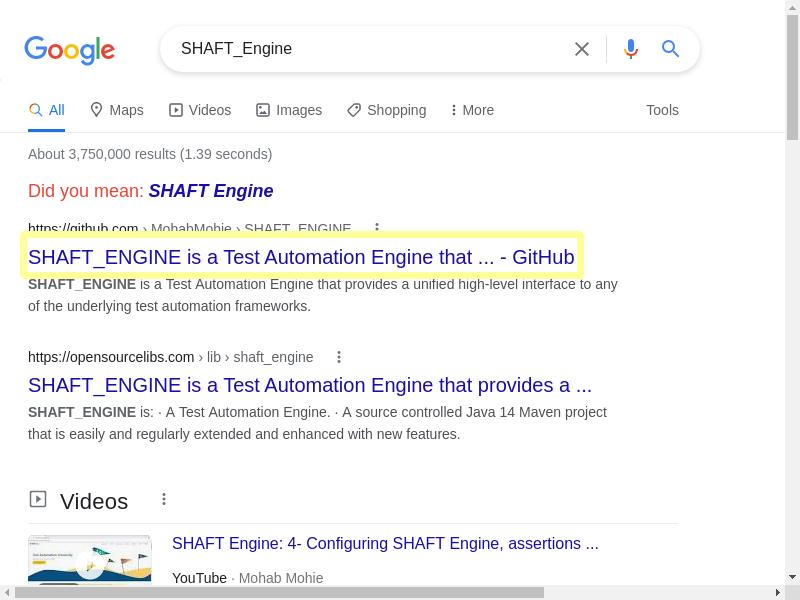 Google
SHAFT_Engine
All Maps Videos Images Shopping More Tools
About 3,750,000 results (1.39 seconds)
Did you mean: SHAFT Engine
https://github.com › MohabMohie › SHAFT_ENGINE
SHAFT_ENGINE is a Test Automation Engine that ... - GitHub
SHAFT_ENGINE is a Test Automation Engine that provides a unified high-level interface to any
of the underlying test automation frameworks.
https://opensourcelibs.com › lib › shaft_engine
SHAFT_ENGINE is a Test Automation Engine that provides a ...
SHAFT_ENGINE is: · A Test Automation Engine. · A source controlled Java 14 Maven project
that is easily and regularly extended and enhanced with new features.
Videos
SHAFT Engine: 4- Configuring SHAFT Engine, assertions ...
YouTube · Mohab Mohie